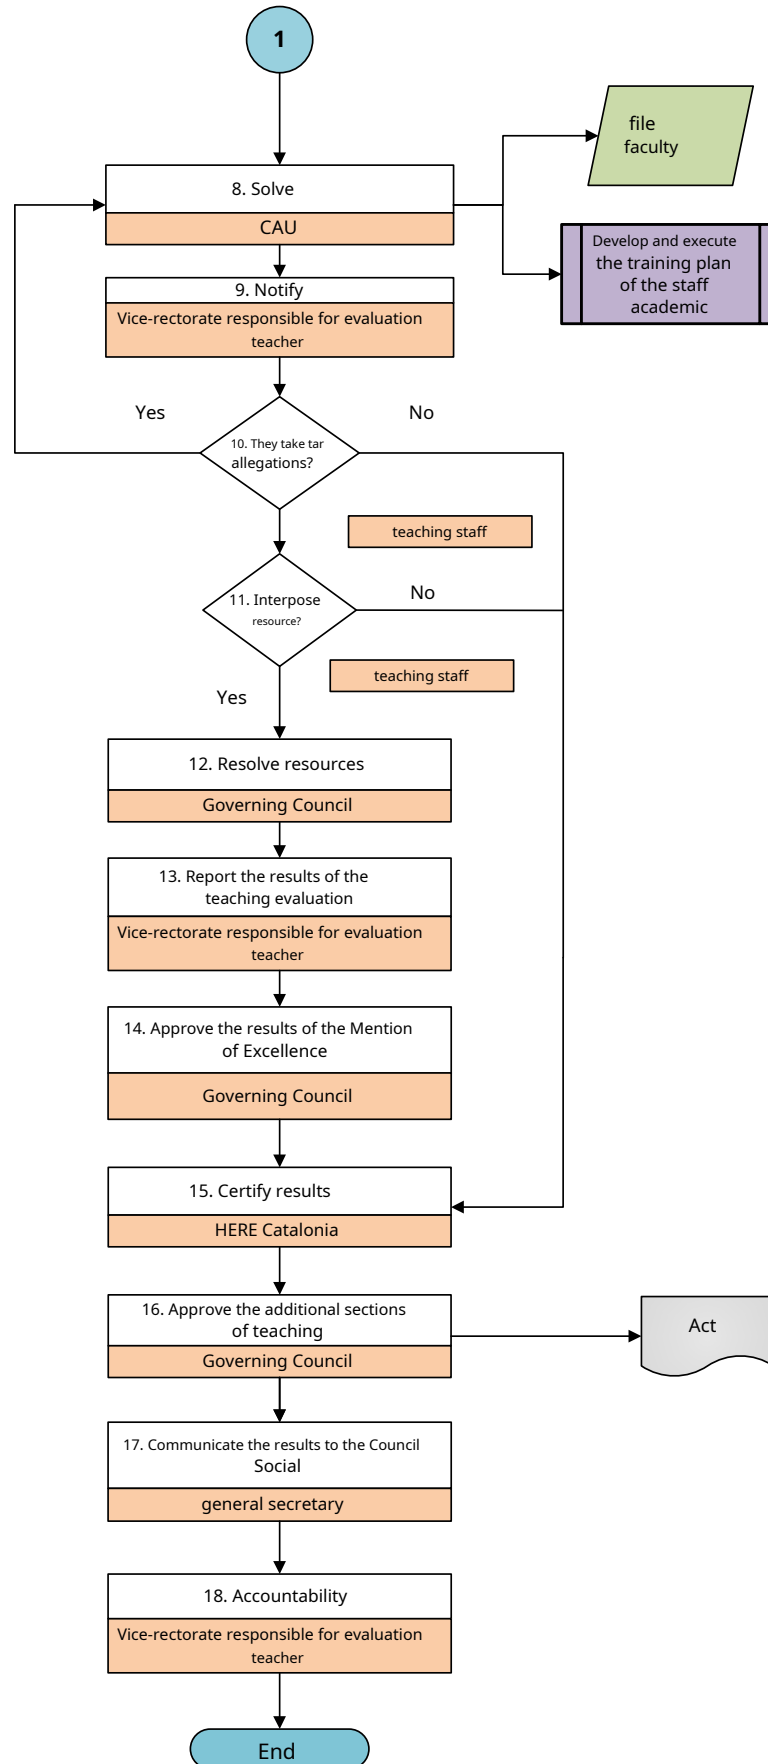 1
file
faculty
8. Solve
CAU
Develop and execute
the training plan
of the staff
academic
9. Notify
Vice-rectorate responsible for evaluation
teacher
Yes
No
10. They take tar
allegations?
teaching staff
11. Interpose
resource?
No
teaching staff
Yes
12. Resolve resources
Governing Council
13. Report the results of the
teaching evaluation
Vice-rectorate responsible for evaluation
teacher
14. Approve the results of the Mention
of Excellence
Governing Council
15. Certify results
HERE Catalonia
16. Approve the additional sections
of teaching
Governing Council
Act
17. Communicate the results to the Council
Social
general secretary
18. Accountability
Vice-rectorate responsible for evaluation
teacher
End